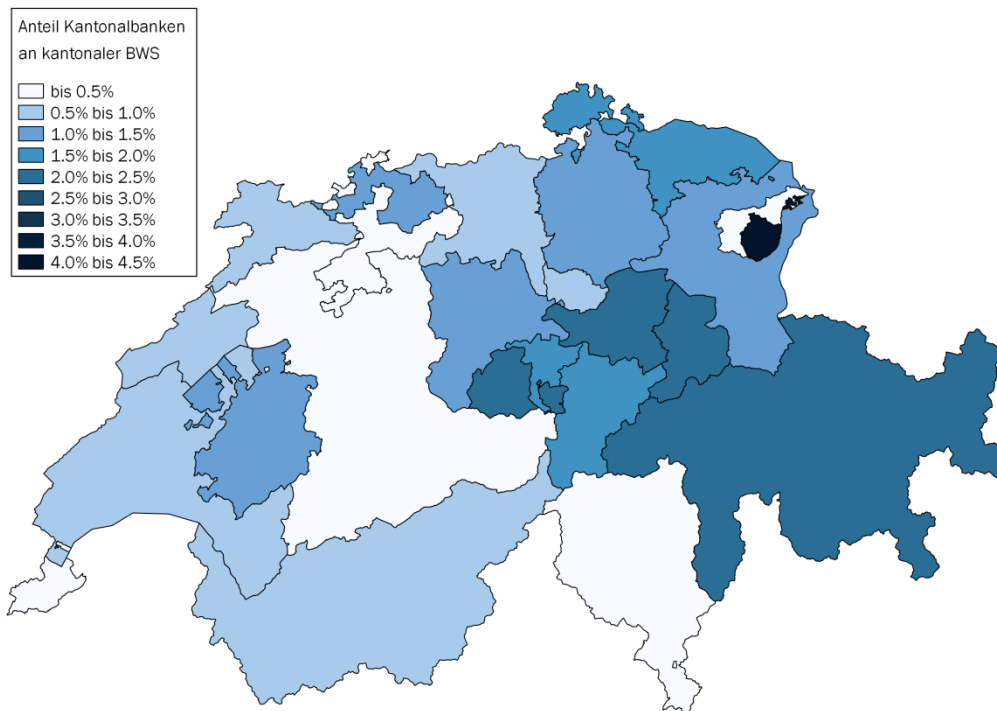 Anteil Kantonalbanken
an kantonaler BWS
bis 0.5%
0.5% bis 1.0%
1.0% bis 1.5%
1.5% bis 2.0%
2.0% bis 2.5%
2.5% bis 3.0%
3.0% bis 3.5%
3.5% bis 4.0%
4.0% bis 4.5%